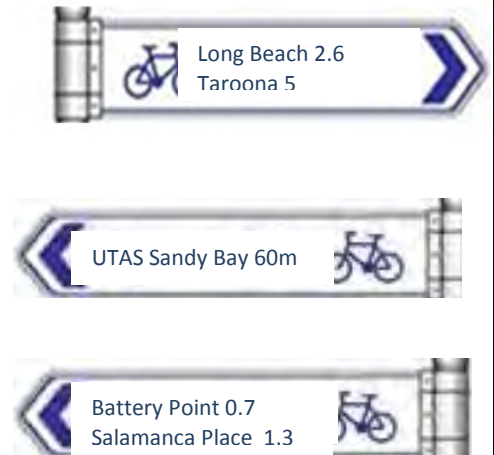 Long Beach 2.6
Taroona 5
UTAS Sandy Bay 60m
Battery Point 0.7
Salamanca Place 1.3